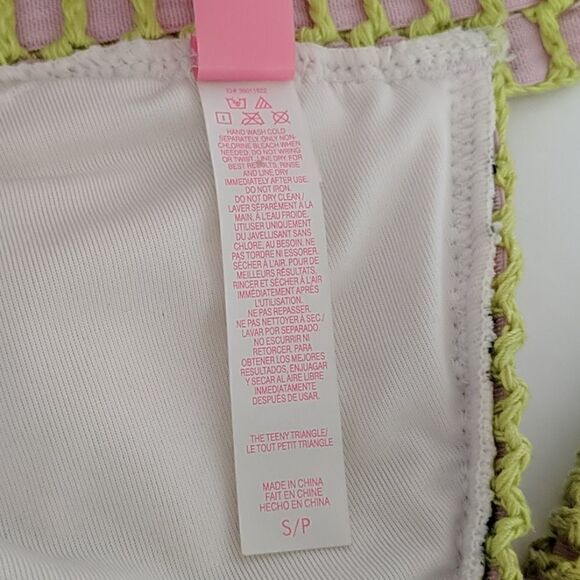 HAND WASH COLD
SEPARATELY. ONLY NON-
CHLORINE BLEACH WHEN
NEEDED. DO NOT WRING
OR TWIST. LINE DRY. FOR
BEST RESULTS, RINSE
AND LINE DRY
IMMEDIATELY AFTER USE.
DO NOT IRON.
DO NOT DRY CLEAN./
LAVER SÉPARÉMENT À LA
MAIN, À L'EAU FROIDE.
UTILISER UNIQUEMENT
DU JAVELLISANT SANS
CHLORE, AU BESOIN. NE
PAS TORDRE NI ESSORER.
SÉCHER À L'AIR. POUR DE
MEILLEURS RÉSULTATS,
RINCER ET SÉCHER À L'AIR
IMMÉDIATEMENT APRÈS
L'UTILISATION.
NE PAS REPASSER.
NE PAS NETTOYER À SEC./
LAVAR POR SEPARADO.
NO ESCURRIR NI
RETORCER. PARA
OBTENER LOS MEJORES
RESULTADOS, ENJUAGAR
Y SECAR AL AIRE LIBRE
INMEDIATAMENTE
DESPUÉS DE USAR.
THE TEENY TRIANGLE/
LE TOUT PETIT TRIANGLE
MADE IN CHINA
FAIT EN CHINE
HECHO EN CHINA
S/P